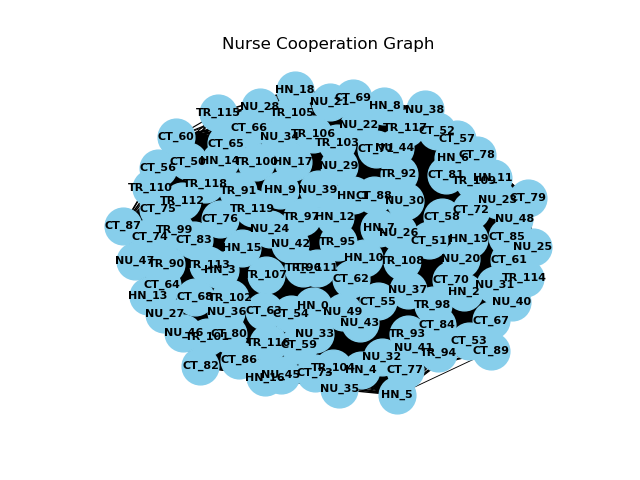 Nurse Cooperation Graph
HN_18
NU_21
CT_69
HN_8
NU_38
NU_28
TR_115
TR_105
CT_66
NU_22
TR_117
CT_52
CT_57
CT_60
NU_34
TR_106
CT_65
TR_103
NU_44
CT_78
HN_6
CT_56
CT_50
HN_14
TR_100
HN_17
NU_29
TR_92
CT_81
TR_109
HN_11
TR_110
TR_118
TR_91
HN_9
NU_39
CT_88
NU_30
CT_79
TR_112
CT_75
TR_119
CT_76
TR_97
HN_12
CT_58
CT_72
NU_48
CT_87
CT_74
TR_99
CT_83
NU_24
HN_7
NU_26
CT_51
HN_19
CT_85
NU_25
HN_15
NU_42
TR_95
NU_47
TR_90
TR_113
HN_3
HN_10
TR_108
NU_20
CT_61
TR_107
TR_111
CT_64
CT_62
CT_70
NU_31
TR_114
HN_13
CT_68
TR_102
NU_37
HN_2
NU_40
NU_27
NU_36
CT_63
CT_54
HN_0
NU_49
CT_55
TR_98
NU_43
CT_84
CT_67
NU_46
CT_80
NU_33
TR_93
TR_116
CT_59
NU_41
CT_53
CT_89
TR_94
NU_32
CT_82
CT_86
HN_16
NU_45
CT_73
TR_104
HN_4
CT_77
NU_35
HN_5